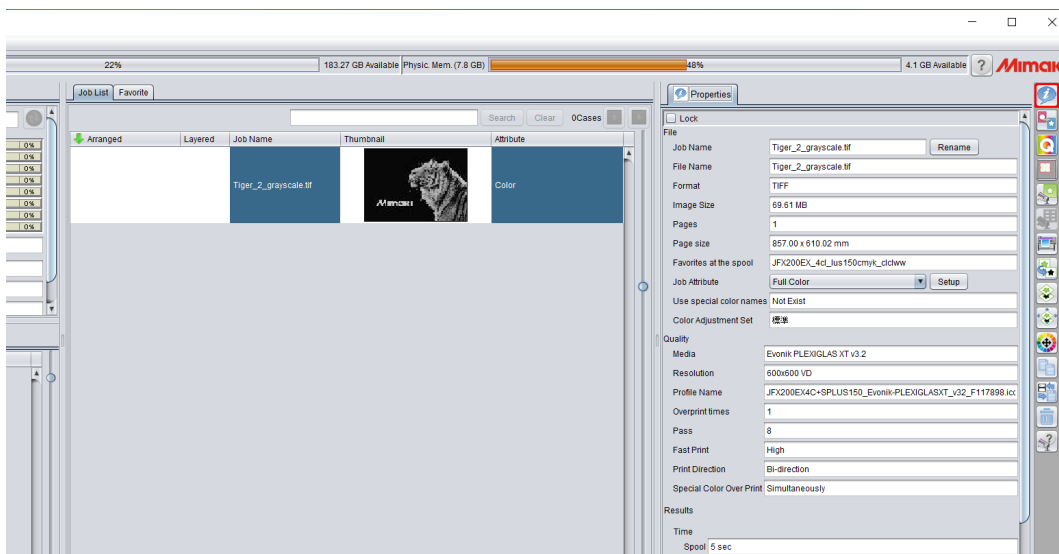 22%
183.27 GB Available Physic. Mem. (7.8 GB) 48% 4.1 GB Available ? Mimaki
Job List Favorite
Properties
Search Clear 0Cases
Lock
Arranged Layered Job Name Thumbnail Attribute
File
0%
0%
0%
0%
0%
0%
0%
0%
Tiger_2_grayscale.tif Mimaki Color
Job Name Tiger_2_grayscale.tif Rename
File Name Tiger_2_grayscale.tif
Format TIFF
Image Size 69.61 MB
Pages 1
Page size 857.00 x 610.02 mm
Favorites at the spool JFX200EX_4cl_lus150cmyk_clclww
Job Attribute Full Color Setup
Use special color names Not Exist
Color Adjustment Set 標準
Quality
Media Evonik PLEXIGLAS XT v3.2
Resolution 600x600 VD
Profile Name JFX200EX4C+SPLUS150_Evonik-PLEXIGLASXT_v32_F117898.icc
Overprint times 1
Pass 8
Fast Print High
Print Direction Bi-direction
Special Color Over Print Simultaneously
Results
Time
Spool 5 sec